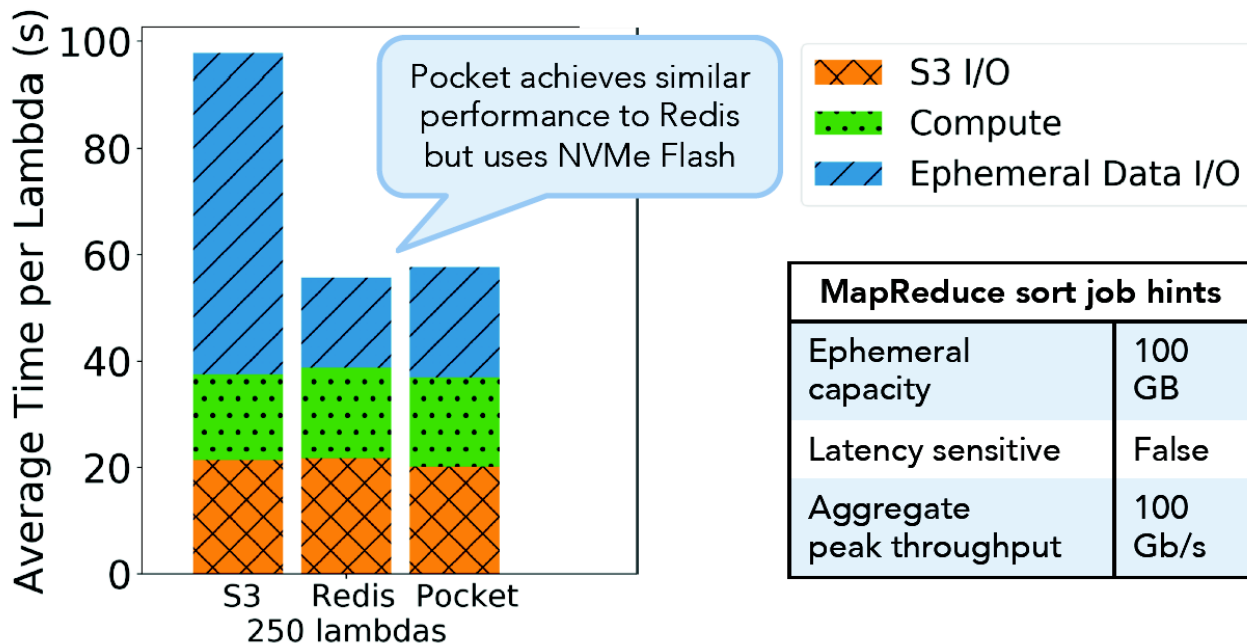 Average Time per Lambda (s)
100
80
60
40
20
0
S3 Redis Pocket
250 lambdas
Pocket achieves similar
performance to Redis
but uses NVMe Flash
S3 I/O
Compute
Ephemeral Data I/O
MapReduce sort job hints
Ephemeral 100
capacity GB
Latency sensitive False
Aggregate 100
peak throughput Gb/s